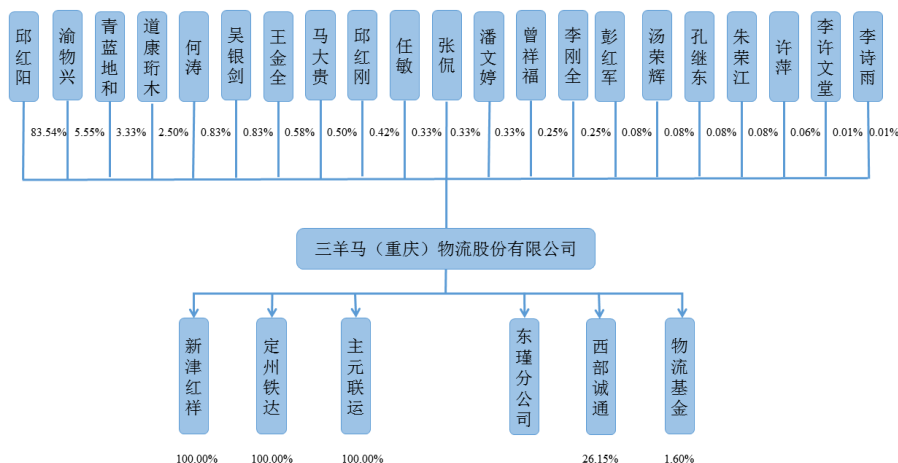 邱红阳
渝物兴
青蓝地和
道康珩木
何涛
吴银剑
王金全
马大贵
邱红刚
任敏
张侃
潘文婷
曾祥福
李刚全
彭红军
汤荣辉
孔继东
朱荣江
许萍
李许文堂
李诗雨
83.54% 5.55% 3.33% 2.50% 0.83% 0.83% 0.58% 0.50% 0.42% 0.33% 0.33% 0.33% 0.25% 0.25% 0.08% 0.08% 0.08% 0.08% 0.06% 0.01% 0.01%
三羊马（重庆）物流股份有限公司
新津红祥
定州铁达
主元联运
东瑾分公司
西部诚通
物流基金
100.00% 100.00% 100.00% 26.15% 1.60%